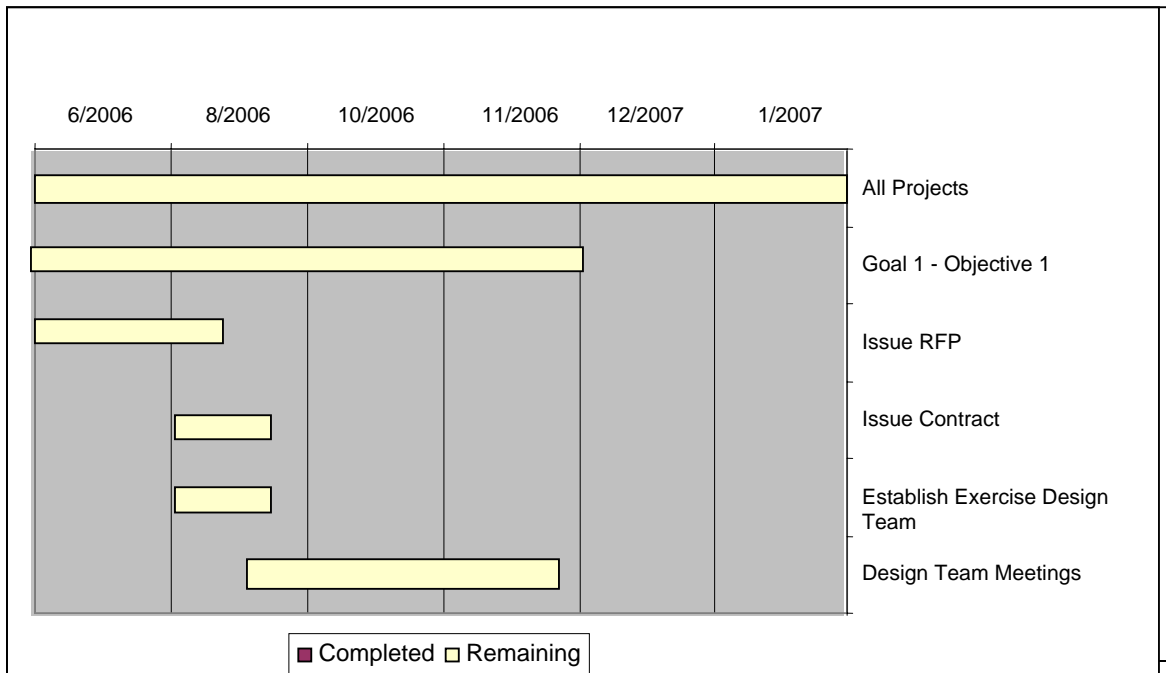 6/2006 8/2006 10/2006 11/2006 12/2007 1/2007
All Projects
Goal 1 - Objective 1
Issue RFP
Issue Contract
Establish Exercise Design
Team
Design Team Meetings
Completed Remaining